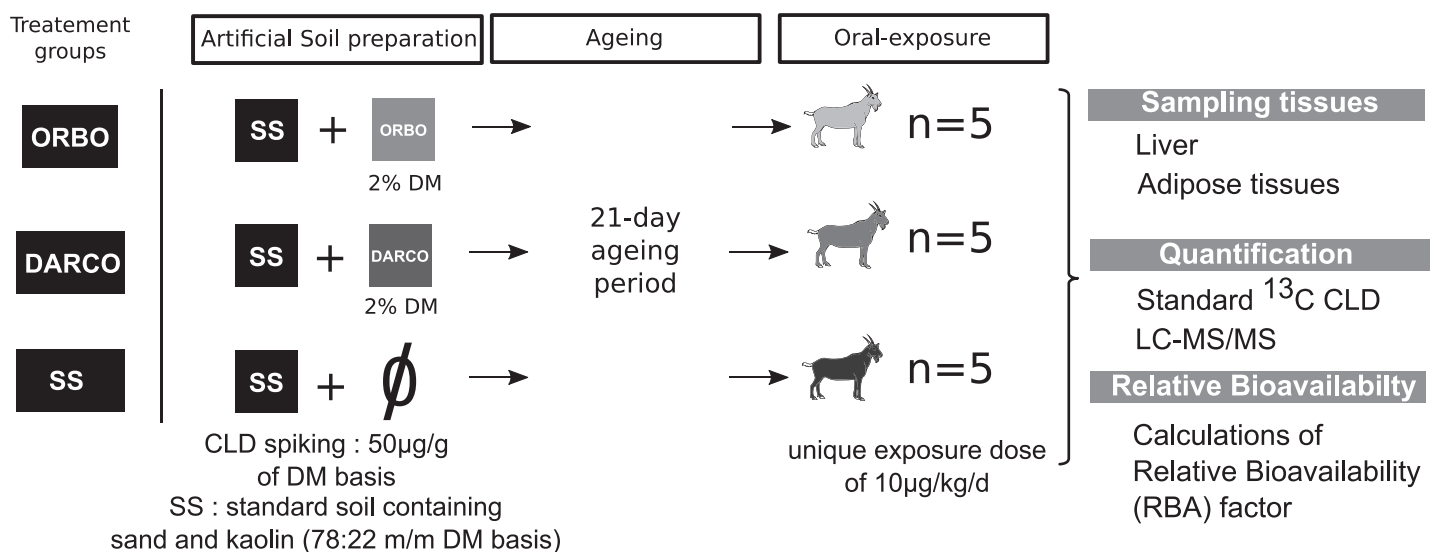 Treatement
groups
Artificial Soil preparation
Ageing
Oral-exposure
ORBO
SS + ORBO
2% DM
n=5
DARCO
SS + DARCO
2% DM
21-day
ageing
period
n=5
SS
SS + ϕ
n=5
CLD spiking : 50µg/g
of DM basis
SS : standard soil containing
sand and kaolin (78:22 m/m DM basis)
unique exposure dose
of 10µg/kg/d
Sampling tissues
Liver
Adipose tissues
Quantification
Standard ¹³C CLD
LC-MS/MS
Relative Bioavailabilty
Calculations of
Relative Bioavailability
(RBA) factor